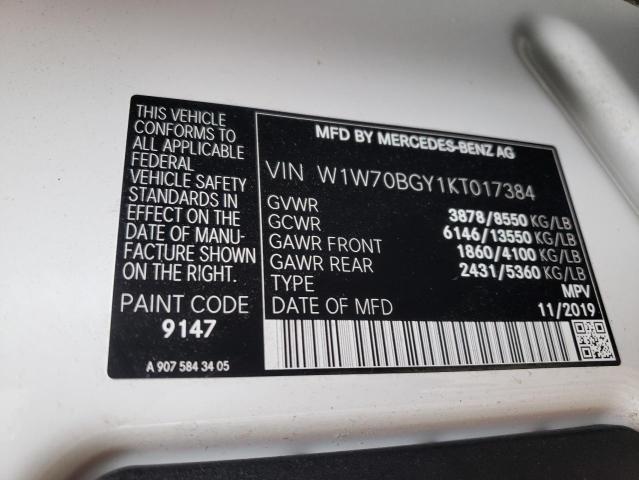 THIS VEHICLE
CONFORMS TO
ALL APPLICABLE
FEDERAL
VEHICLE SAFETY
STANDARDS IN
EFFECT ON THE
DATE OF MANU-
FACTURE SHOWN
ON THE RIGHT.
PAINT CODE
9147
A 907 584 34 05
MFD BY MERCEDES-BENZ AG
VIN W1W70BGY1KT017384
GVWR 3878/8550 KG/LB
GCWR 6146/13550 KG/LB
GAWR FRONT 1860/4100 KG/LB
GAWR REAR 2431/5360 KG/LB
TYPE MPV
DATE OF MFD 11/2019